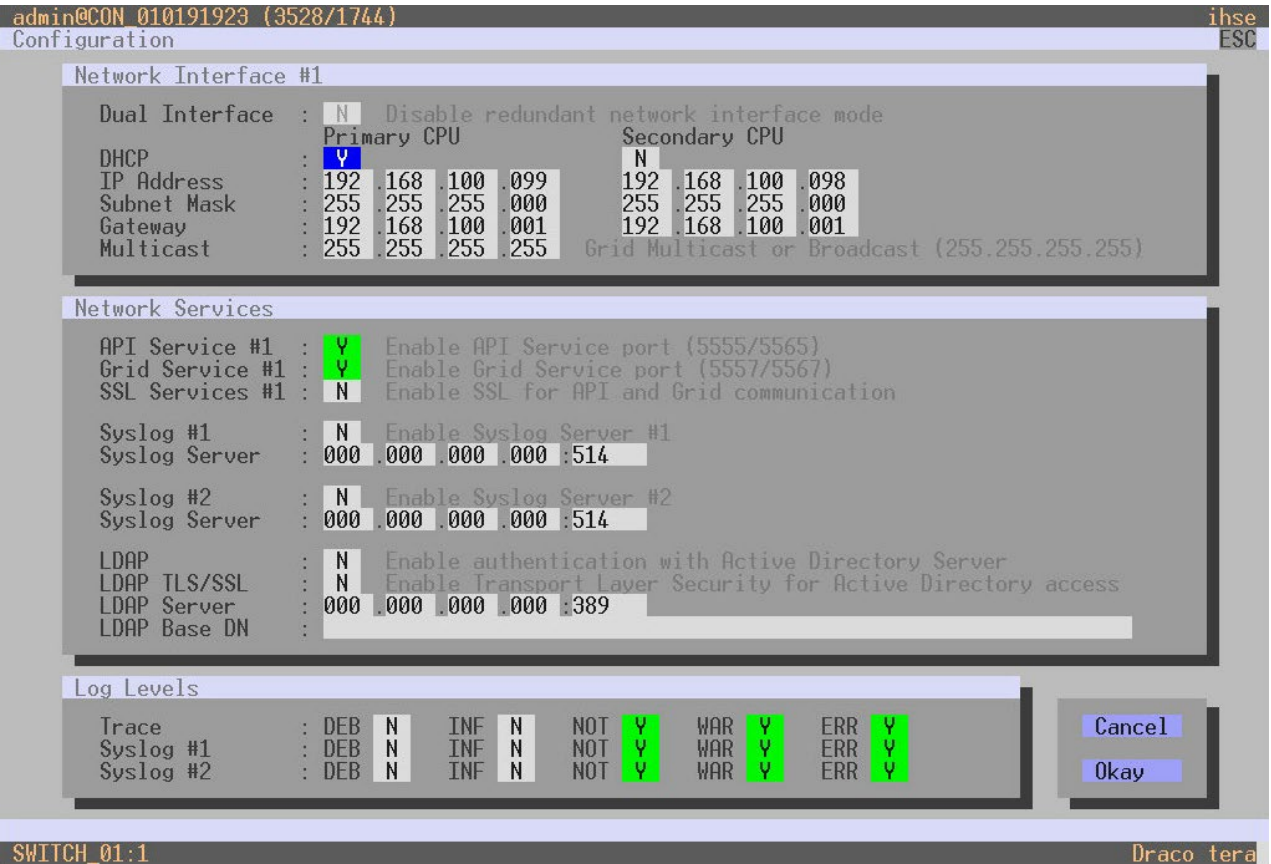 admin@CON_010191923 (3528/1744) ihse
Configuration ESC
Network Interface #1
Dual Interface : N Disable redundant network interface mode
Primary CPU Secondary CPU
DHCP : Y N
IP Address : 192 .168 .100 .099 192 .168 .100 .098
Subnet Mask : 255 .255 .255 .000 255 .255 .255 .000
Gateway : 192 .168 .100 .001 192 .168 .100 .001
Multicast : 255 .255 .255 .255 Grid Multicast or Broadcast (255.255.255.255)
Network Services
API Service #1 : Y Enable API Service port (5555/5565)
Grid Service #1 : Y Enable Grid Service port (5557/5567)
SSL Services #1 : N Enable SSL for API and Grid communication
Syslog #1 : N Enable Syslog Server #1
Syslog Server : 000 .000 .000 .000 :514
Syslog #2 : N Enable Syslog Server #2
Syslog Server : 000 .000 .000 .000 :514
LDAP : N Enable authentication with Active Directory Server
LDAP TLS/SSL : N Enable Transport Layer Security for Active Directory access
LDAP Server : 000 .000 .000 .000 :389
LDAP Base DN :
Log Levels
Trace : DEB N INF N NOT Y WAR Y ERR Y
Syslog #1 : DEB N INF N NOT Y WAR Y ERR Y
Syslog #2 : DEB N INF N NOT Y WAR Y ERR Y
Cancel
Okay
SWITCH_01:1 Draco tera